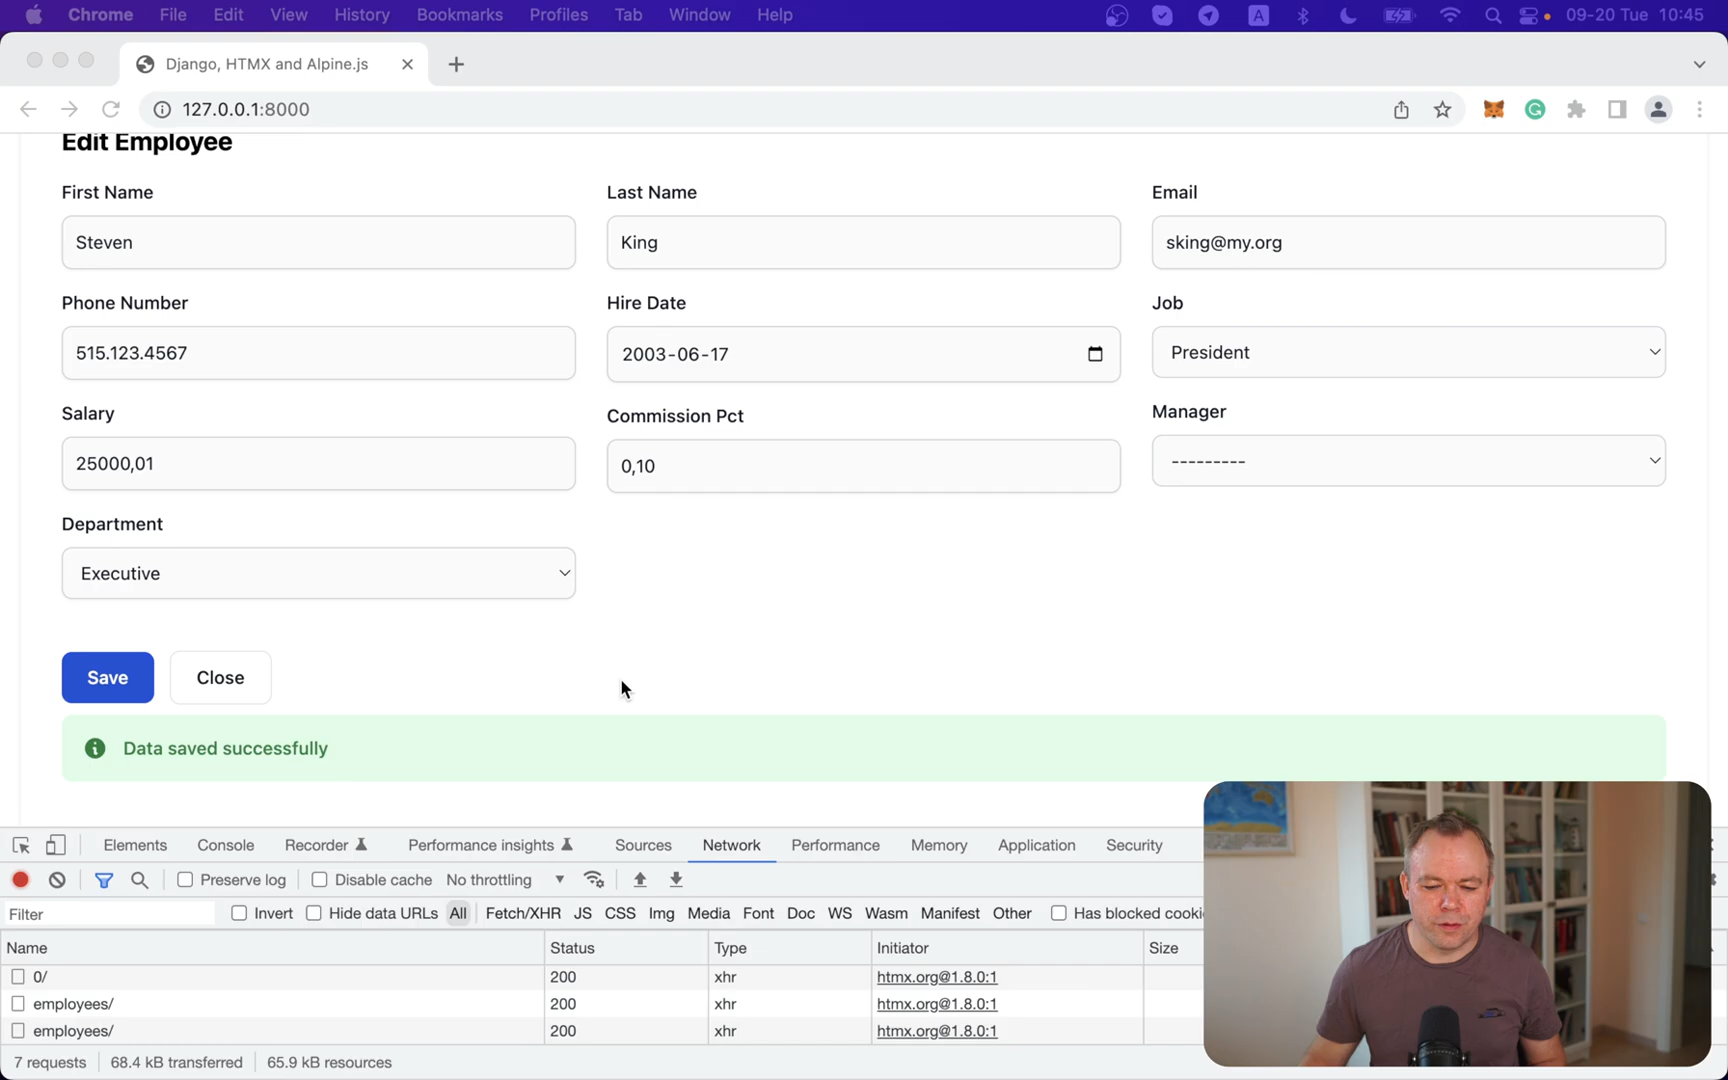 Chrome File Edit View History Bookmarks Profiles Tab Window Help A 09-20 Tue 10:45
Django, HTMX and Alpine.js
127.0.0.1:8000
Edit Employee
First Name Last Name Email
Steven King sking@my.org
Phone Number Hire Date Job
515.123.4567 2003-06-17 President
Salary Commission Pct Manager
25000,01 0,10 ---------
Department
Executive
Save Close
Data saved successfully
Elements Console Recorder Performance insights Sources Network Performance Memory Application Security
Preserve log Disable cache No throttling
Filter Invert Hide data URLs All Fetch/XHR JS CSS Img Media Font Doc WS Wasm Manifest Other Has blocked cooki
Name Status Type Initiator Size
0/ 200 xhr htmx.org@1.8.0:1
employees/ 200 xhr htmx.org@1.8.0:1
employees/ 200 xhr htmx.org@1.8.0:1
7 requests 68.4 kB transferred 65.9 kB resources